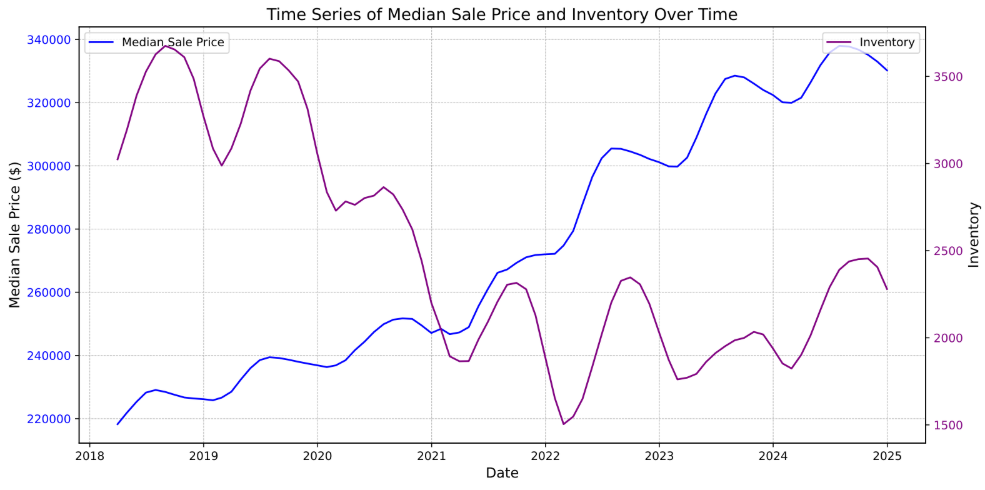 Time Series of Median Sale Price and Inventory Over Time
Median Sale Price
Inventory
340000
320000
300000
280000
260000
240000
220000
Median Sale Price ($)
3500
3000
2500
2000
1500
Inventory
2018 2019 2020 2021 2022 2023 2024 2025
Date